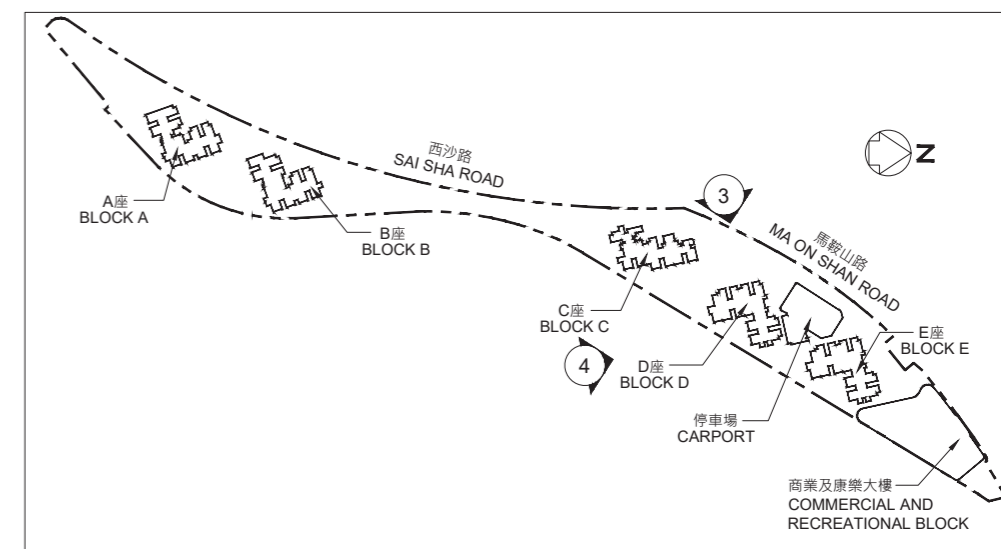 西沙路
SAI SHA ROAD
N
3
馬鞍山路
MA ON SHAN ROAD
A座
BLOCK A
B座
BLOCK B
C座
BLOCK C
4
D座
BLOCK D
E座
BLOCK E
停車場
CARPORT
商業及康樂大樓
COMMERCIAL AND
RECREATIONAL BLOCK